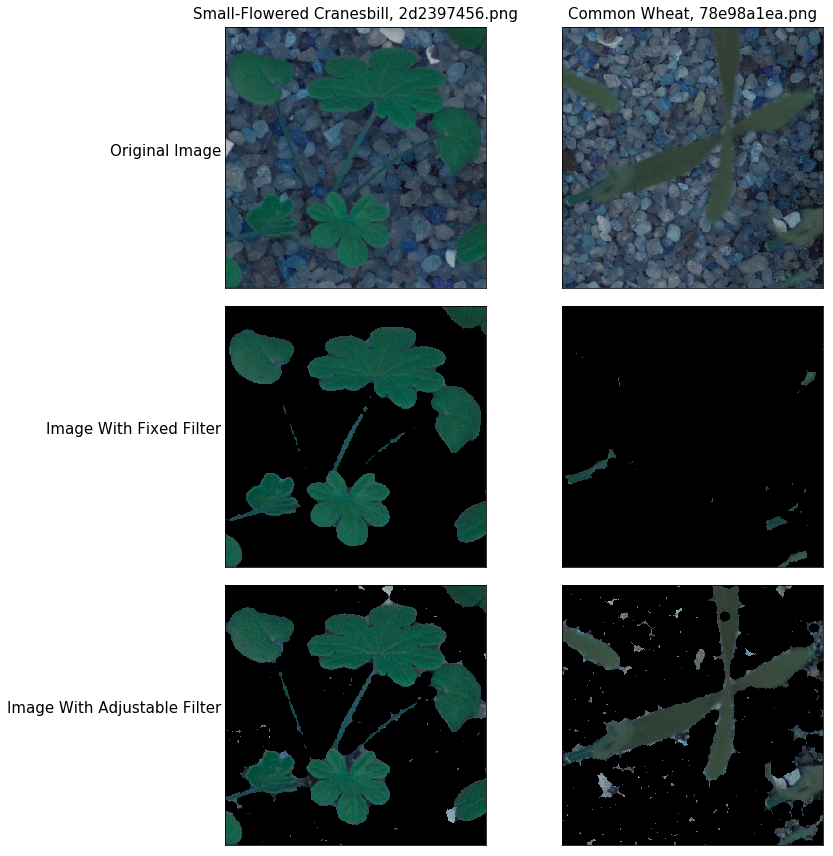 Small-Flowered Cranesbill, 2d2397456.png
Common Wheat, 78e98a1ea.png
Original Image
Image With Fixed Filter
Image With Adjustable Filter